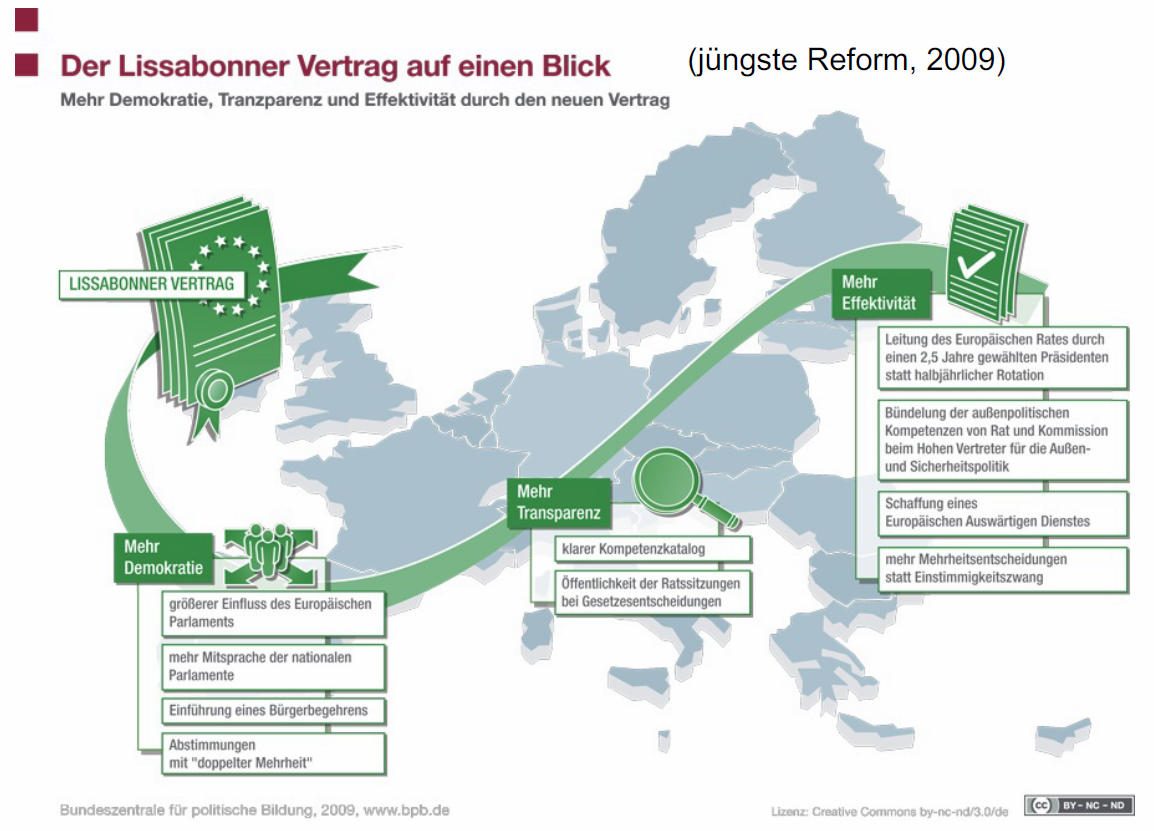 Der Lissabonner Vertrag auf einen Blick
(jüngste Reform, 2009)
Mehr Demokratie, Tranzparenz und Effektivität durch den neuen Vertrag
LISSABONNER VERTRAG
Mehr
Demokratie
größerer Einfluss des Europäischen
Parlaments
mehr Mitsprache der nationalen
Parlamente
Einführung eines Bürgerbegehrens
Abstimmungen
mit "doppelter Mehrheit"
Mehr
Transparenz
klarer Kompetenzkatalog
Öffentlichkeit der Ratssitzungen
bei Gesetzesentscheidungen
Mehr
Effektivität
Leitung des Europäischen Rates durch
einen 2,5 Jahre gewählten Präsidenten
statt halbjährlicher Rotation
Bündelung der außenpolitischen
Kompetenzen von Rat und Kommission
beim Hohen Vertreter für die Außen-
und Sicherheitspolitik
Schaffung eines
Europäischen Auswärtigen Dienstes
mehr Mehrheitsentscheidungen
statt Einstimmigkeitszwang
Bundeszentrale für politische Bildung, 2009, www.bpb.de
Lizenz: Creative Commons by-nc-nd/3.0/de
cc BY - NC - ND